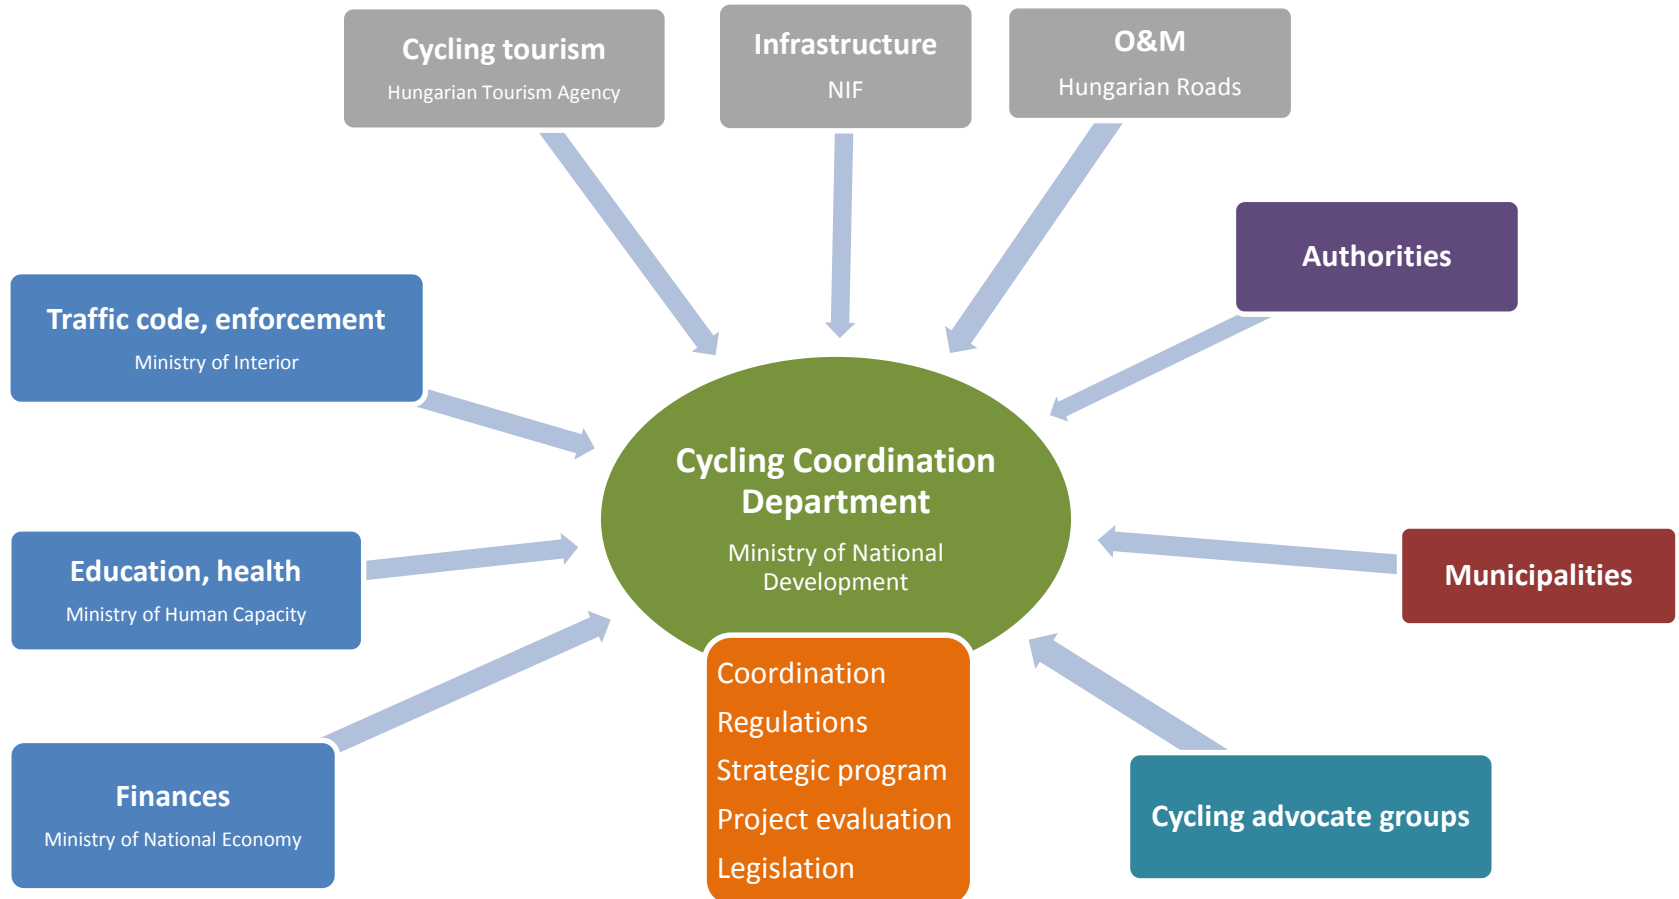 Cycling tourism
Hungarian Tourism Agency
Infrastructure
NIF
O&M
Hungarian Roads
Authorities
Traffic code, enforcement
Ministry of Interior
Cycling Coordination
Department
Ministry of National
Development
Education, health
Ministry of Human Capacity
Municipalities
Finances
Ministry of National Economy
Coordination
Regulations
Strategic program
Project evaluation
Legislation
Cycling advocate groups